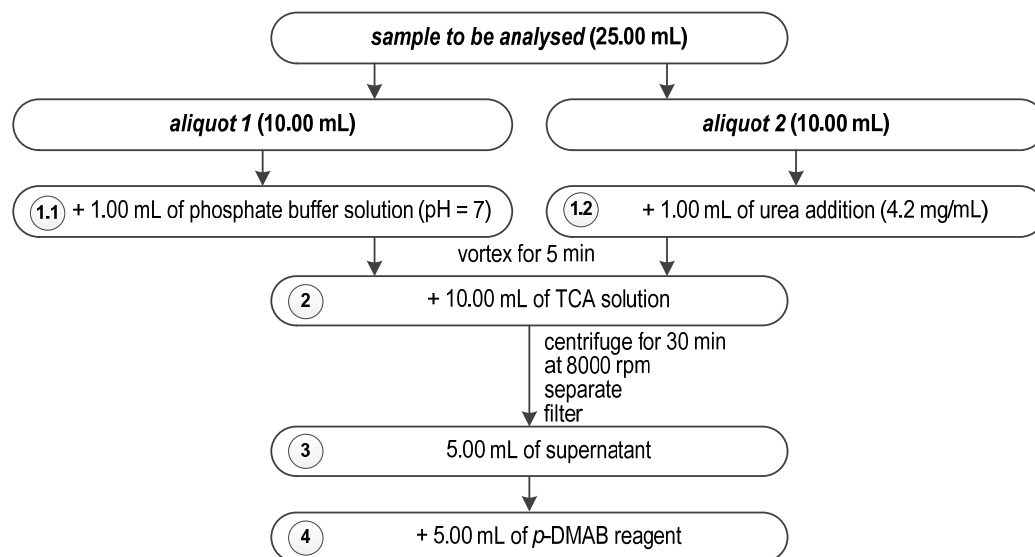 sample to be analysed (25.00 mL)
aliquot 1 (10.00 mL)
aliquot 2 (10.00 mL)
1.1 + 1.00 mL of phosphate buffer solution (pH = 7)
1.2 + 1.00 mL of urea addition (4.2 mg/mL)
vortex for 5 min
2 + 10.00 mL of TCA solution
centrifuge for 30 min
at 8000 rpm
separate
filter
3 5.00 mL of supernatant
4 + 5.00 mL of p-DMAB reagent